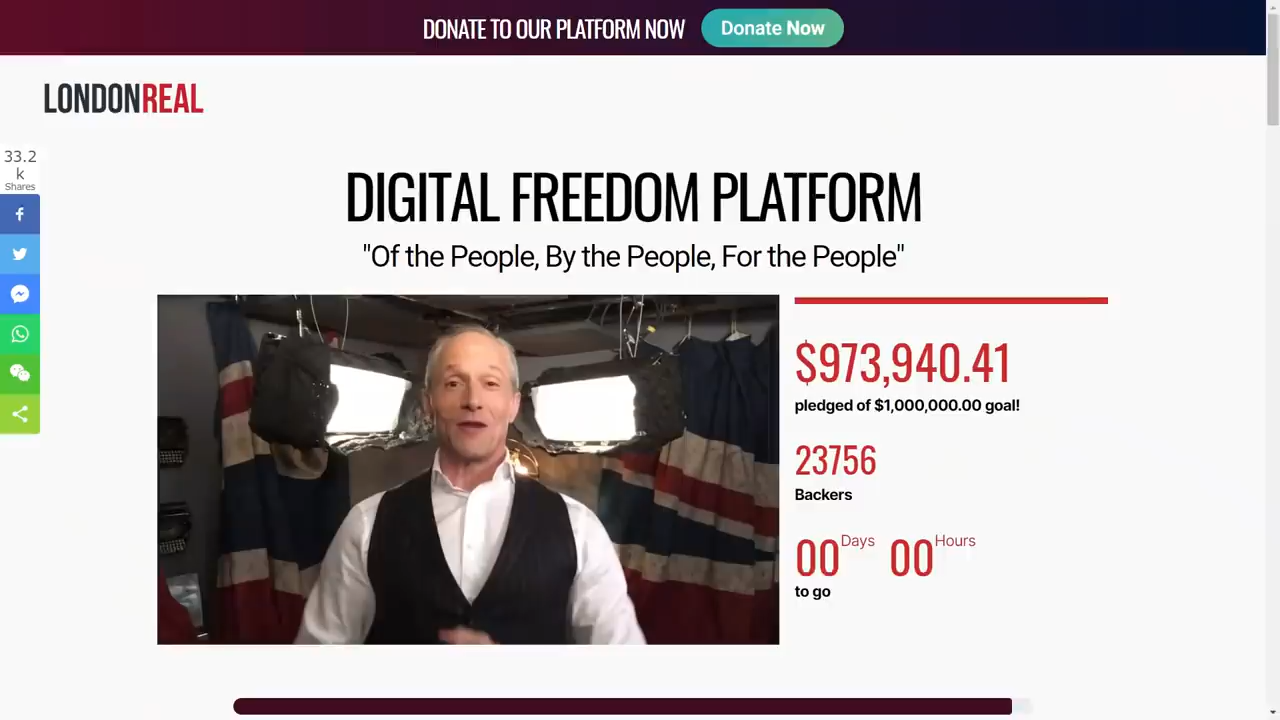 DONATE TO OUR PLATFORM NOW
Donate Now
LONDONREAL
33.2
k
Shares
DIGITAL FREEDOM PLATFORM
"Of the People, By the People, For the People"
$973,940.41
pledged of $1,000,000.00 goal!
23756
Backers
00 Days 00 Hours
to go